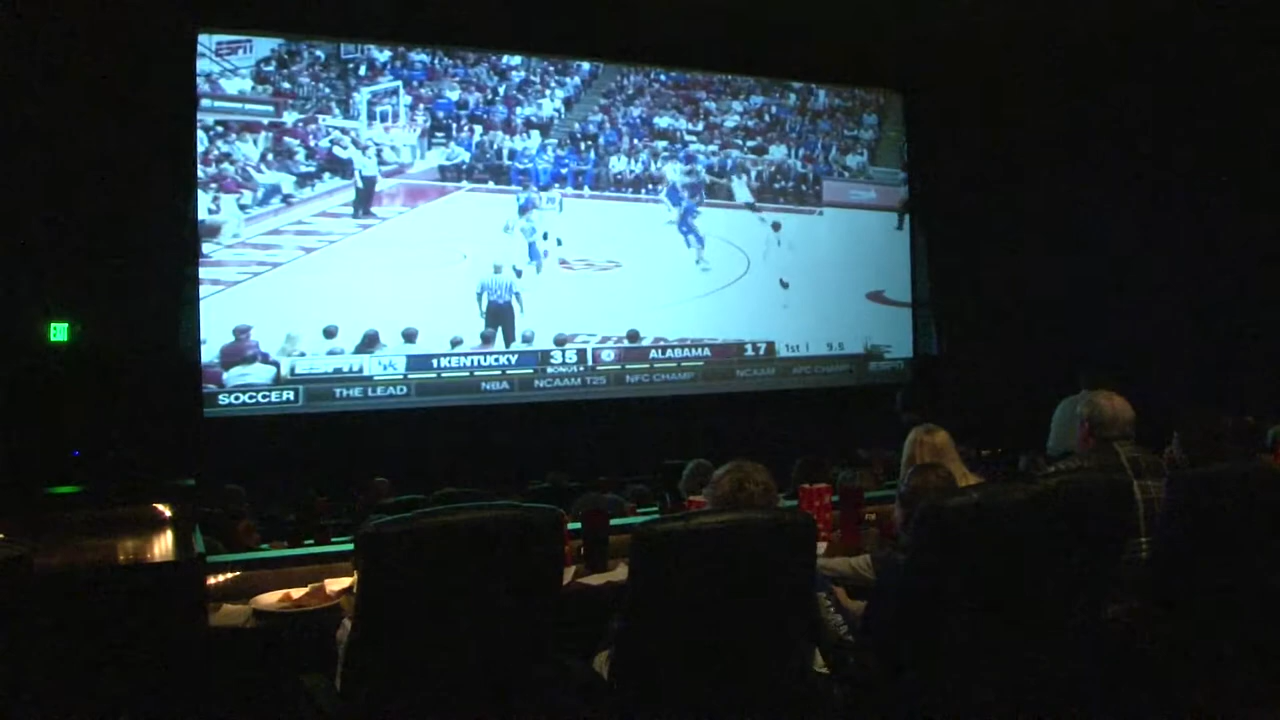 ESPN
EXIT
ESPN 1 KENTUCKY 35 ALABAMA 17 1st 9.5
BONUS+
SOCCER THE LEAD NBA NCAAM T25 NFC CHAMP NCAAM AFC CHAMP ESPN